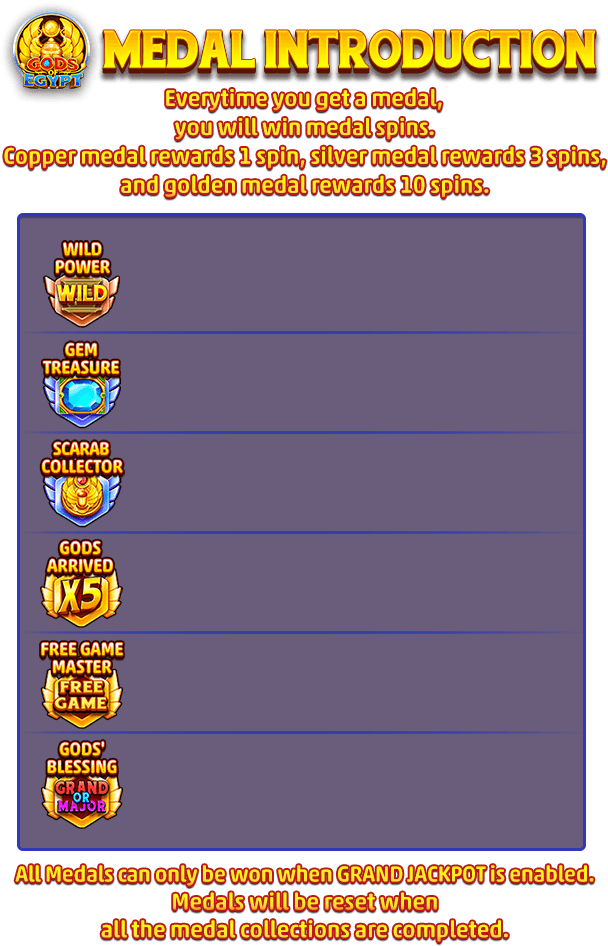 GODS
OF
EGYPT
MEDAL INTRODUCTION
Everytime you get a medal,
you will win medal spins.
Copper medal rewards 1 spin, silver medal rewards 3 spins,
and golden medal rewards 10 spins.
WILD
POWER
WILD
GEM
TREASURE
SCARAB
COLLECTOR
GODS
ARRIVED
X5
FREE GAME
MASTER
FREE
GAME
GODS'
BLESSING
GRAND
OR
MAJOR
All Medals can only be won when GRAND JACKPOT is enabled.
Medals will be reset when
all the medal collections are completed.